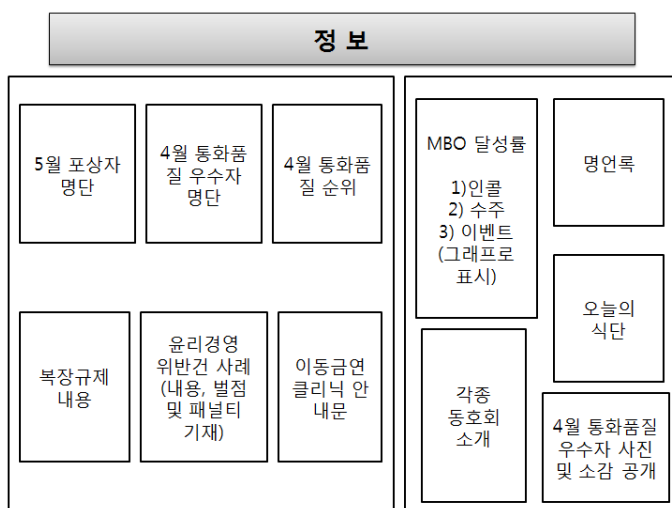 정 보
5월 포상자
명단
4월 통화품
질 우수자
명단
4월 통화품
질 순위
복장규제
내용
윤리경영
위반건 사례
(내용, 벌점
및 패널티
기재)
이동금연
클리닉 안
내문
MBO 달성률
1)인콜
2) 수주
3) 이벤트
(그래프로
표시)
명언록
오늘의
식단
각종
동호회
소개
4월 통화품질
우수자 사진
및 소감 공개